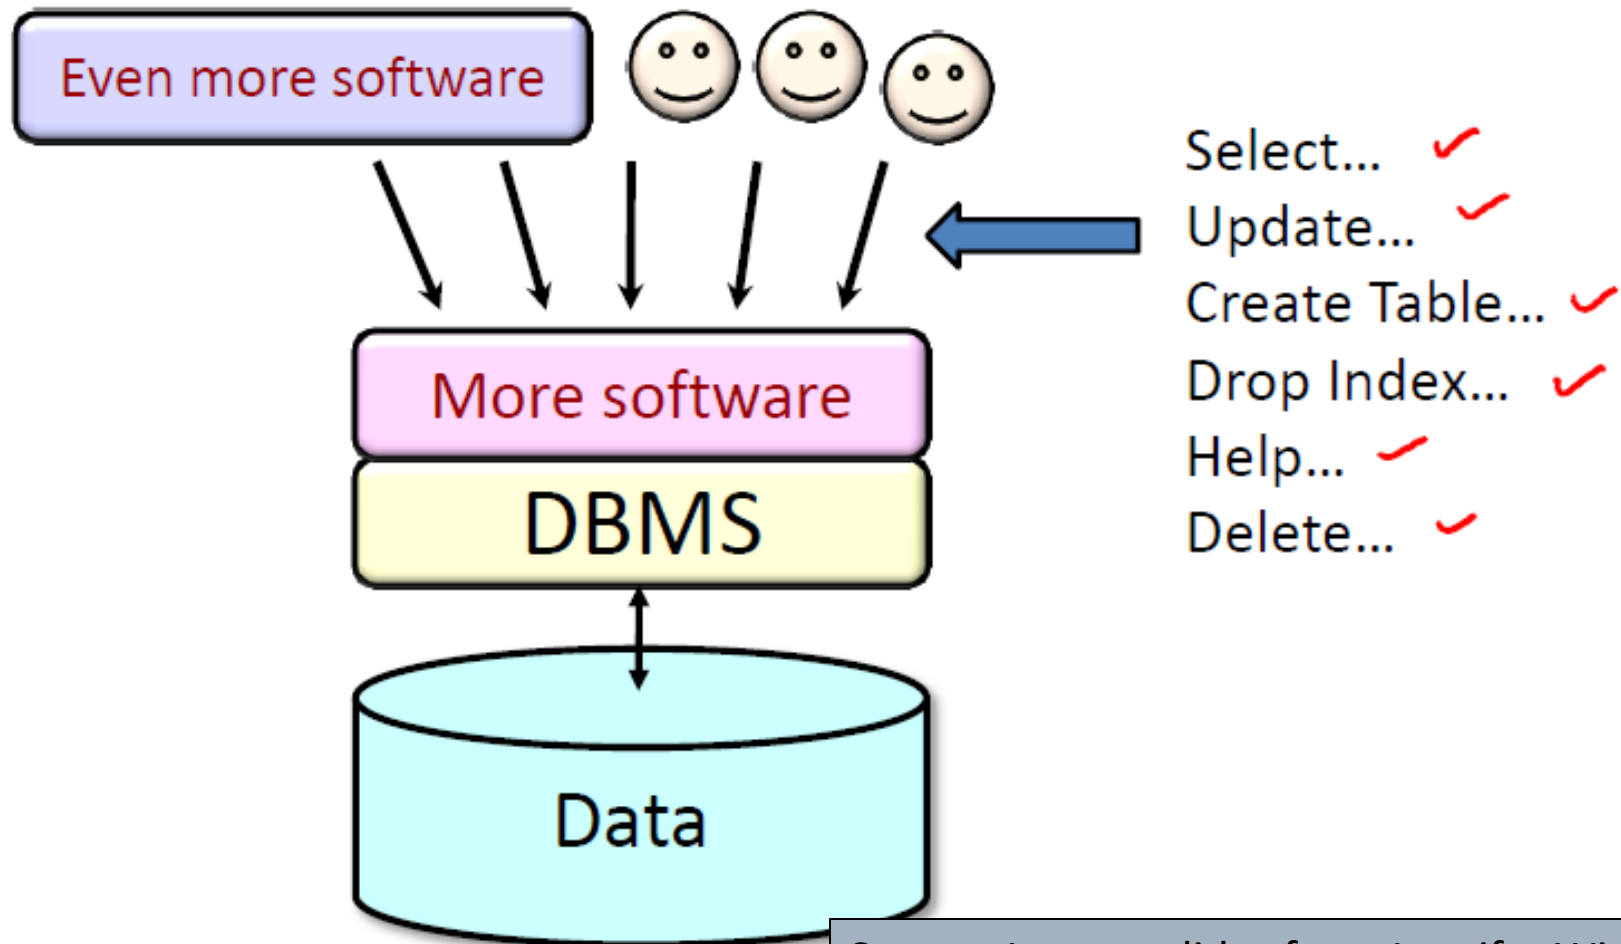 Even more software
Select...
Update...
Create Table...
More software
Drop Index...
Help...
DBMS
Delete...
Data